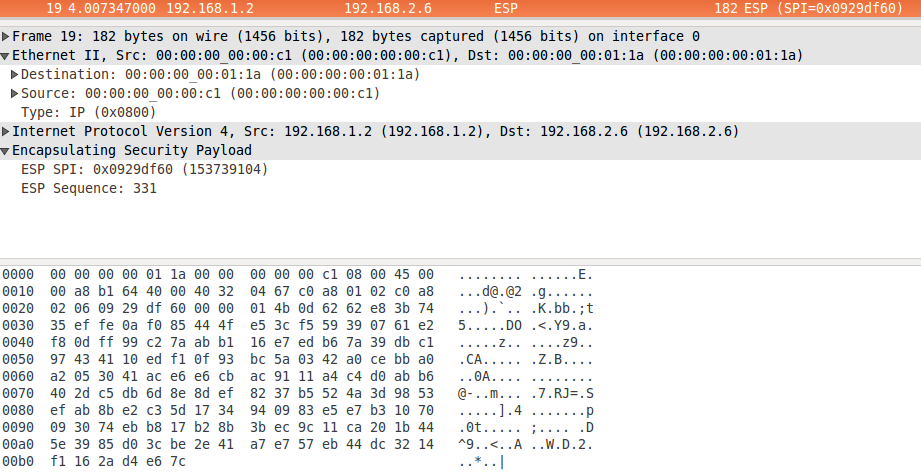 19 4.007347000 192.168.1.2 192.168.2.6 ESP 182 ESP (SPI=0x0929df60)
Frame 19: 182 bytes on wire (1456 bits), 182 bytes captured (1456 bits) on interface 0
Ethernet II, Src: 00:00:00_00:00:c1 (00:00:00:00:00:c1), Dst: 00:00:00_00:01:1a (00:00:00:00:01:1a)
Destination: 00:00:00_00:01:1a (00:00:00:00:01:1a)
Source: 00:00:00_00:00:c1 (00:00:00:00:00:c1)
Type: IP (0x0800)
Internet Protocol Version 4, Src: 192.168.1.2 (192.168.1.2), Dst: 192.168.2.6 (192.168.2.6)
Encapsulating Security Payload
ESP SPI: 0x0929df60 (153739104)
ESP Sequence: 331
0000 00 00 00 00 01 1a 00 00 00 00 00 c1 08 00 45 00 ........ ......E.
0010 00 a8 b1 64 40 00 40 32 04 67 c0 a8 01 02 c0 a8 ...d@.@2 .g......
0020 02 06 09 29 df 60 00 00 01 4b 0d 62 62 e8 3b 74 ...).`.. .K.bb.;t
0030 35 ef fe 0a f0 85 44 4f e5 3c f5 59 39 07 61 e2 5.....DO .<.Y9.a.
0040 f8 0d ff 99 c2 7a ab b1 16 e7 ed b6 7a 39 db c1 .....z.. ....z9..
0050 97 43 41 10 ed f1 0f 93 bc 5a 03 42 a0 ce bb a0 .CA..... .Z.B....
0060 a2 05 30 41 ac e6 e6 cb ac 91 11 a4 c4 d0 ab b6 ..0A.... ........
0070 40 2d c5 db 6d 8e 8d ef 82 37 b5 52 4a 3d 98 53 @-..m... .7.RJ=.S
0080 ef ab 8b e2 c3 5d 17 34 94 09 83 e5 e7 b3 10 70 .....].4 .......p
0090 09 30 74 eb b8 17 b2 8b 3b ec 9c 11 ca 20 1b 44 .0t..... ;.... .D
00a0 5e 39 85 d0 3c be 2e 41 a7 e7 57 eb 44 dc 32 14 ^9..<..A ..W.D.2.
00b0 f1 16 2a d4 e6 7c ..*..|